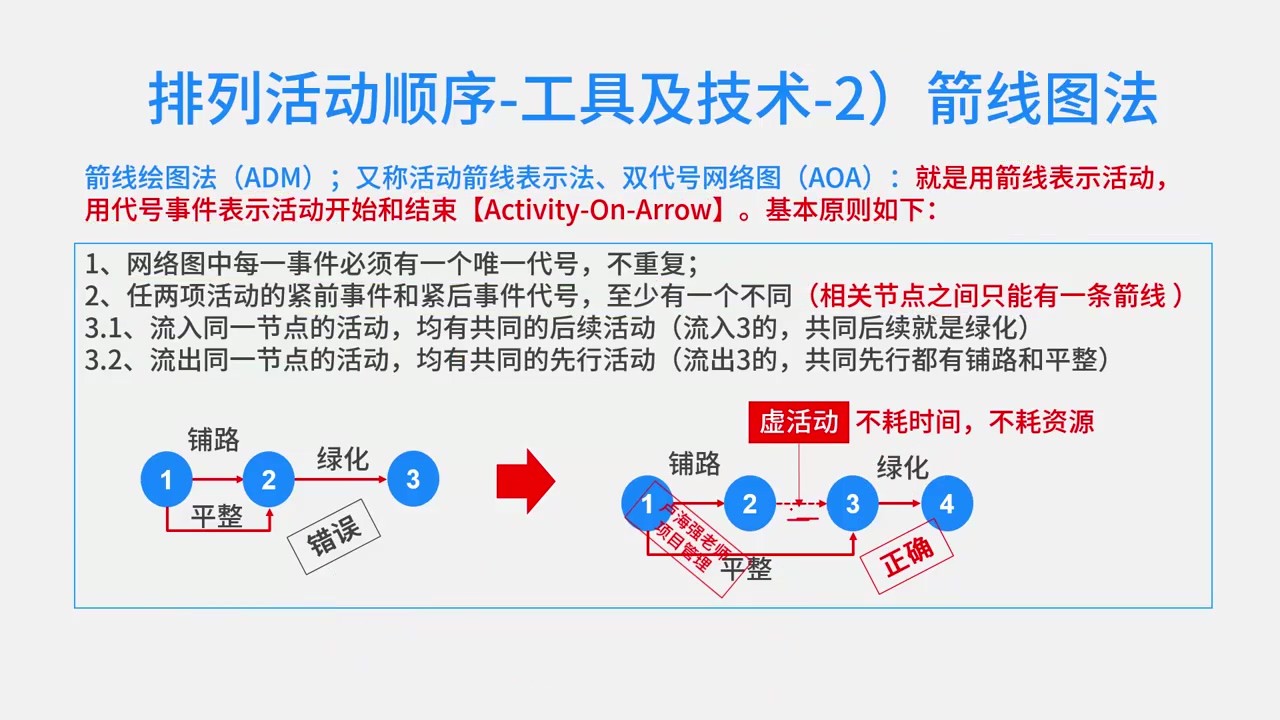 排列活动顺序-工具及技术-2）箭线图法
箭线绘图法（ADM）；又称活动箭线表示法、双代号网络图（AOA）：就是用箭线表示活动，
用代号事件表示活动开始和结束【Activity-On-Arrow】。基本原则如下：
1、网络图中每一事件必须有一个唯一代号，不重复；
2、任两项活动的紧前事件和紧后事件代号，至少有一个不同（相关节点之间只能有一条箭线 ）
3.1、流入同一节点的活动，均有共同的后续活动（流入3的，共同后续就是绿化）
3.2、流出同一节点的活动，均有共同的先行活动（流出3的，共同先行都有铺路和平整）
铺路
绿化
1
2
3
平整
错误
虚活动
不耗时间，不耗资源
铺路
绿化
1
2
3
4
平整
正确
卢海强老师
项目管理